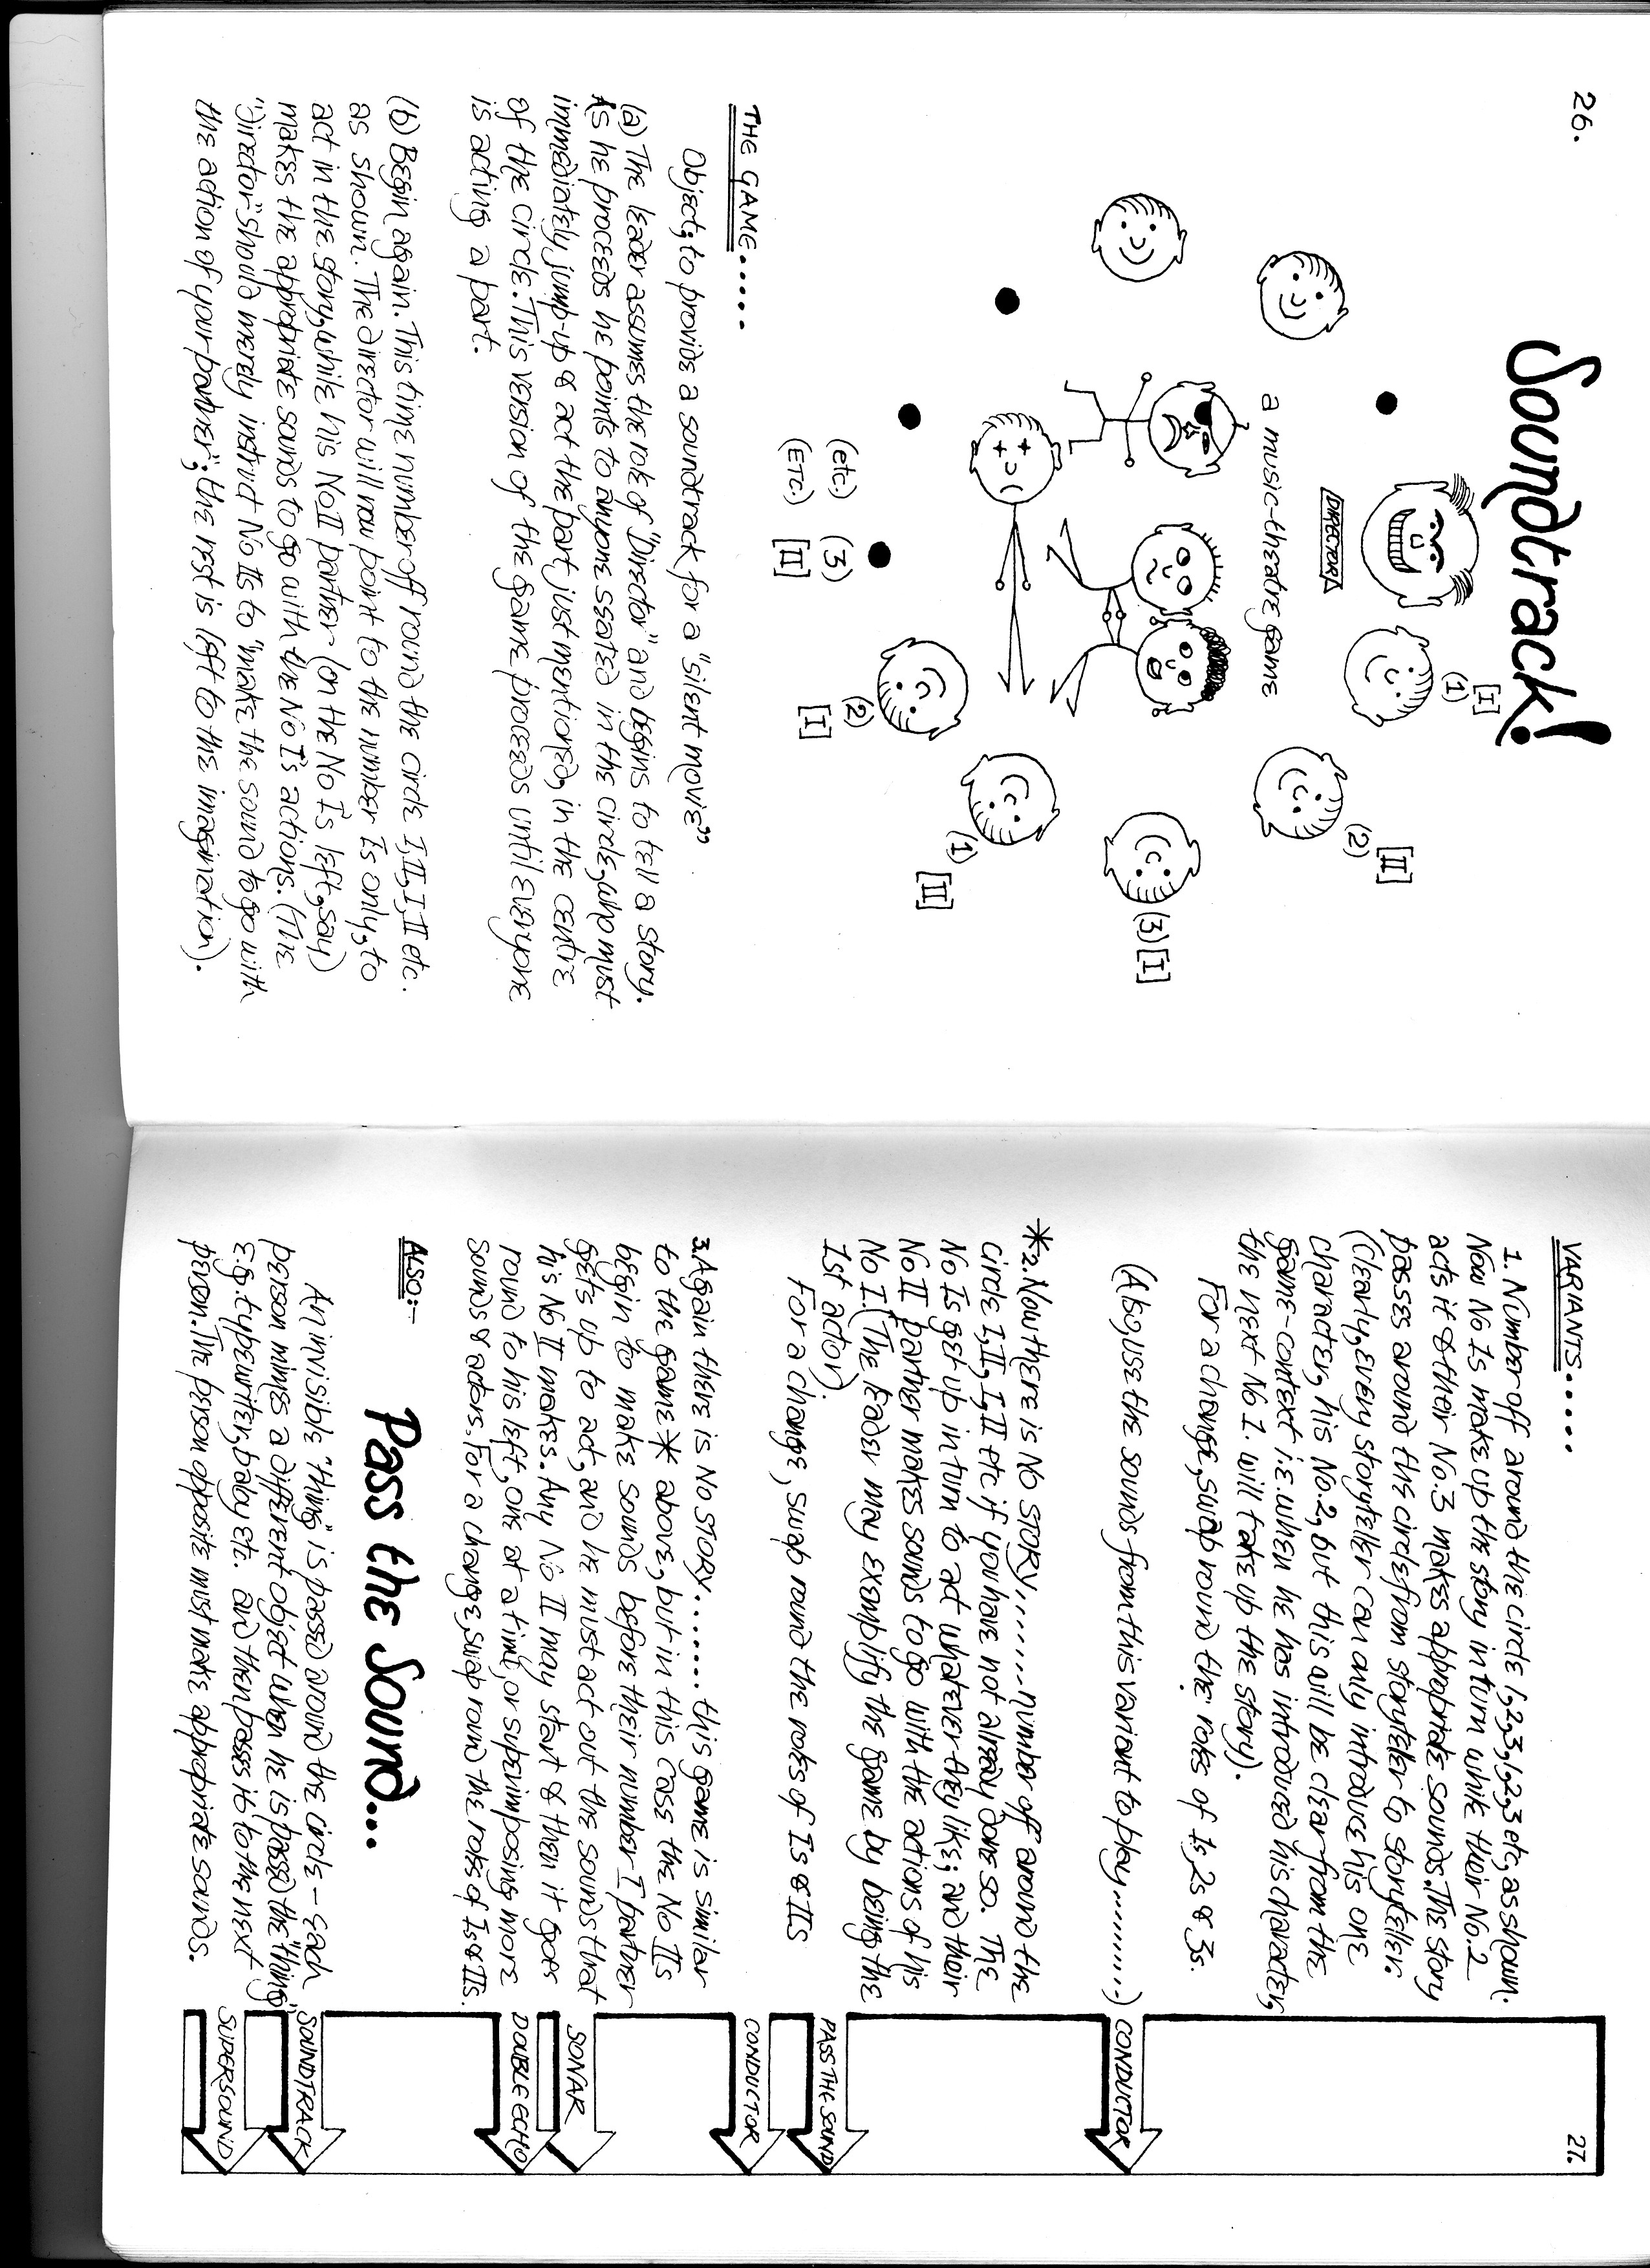 26.
Soundtrack!
a music-theatre game
DIRECTOR
[I]
(1)
(2)
[II]
(3) [I]
(1)
[II]
(2)
[I]
(3)
[II]
(etc.)
(ETC.)
THE GAME.....
Object; to provide a soundtrack for a "silent movie"
(a) The leader assumes the role of "Director" and begins to tell a story.
As he proceeds he points to anyone seated in the circle, who must
immediately jump up & act the part just mentioned, in the centre
of the circle. This version of the game proceeds until everyone
is acting a part.
(b) Begin again. This time number off round the circle I, II, I, II etc.
as shown. The director will now point to the number Is only, to
act in the story, while his No II partner (on the No I's left, say)
makes the appropriate sounds to go with the No I's actions. (The
"Director" should merely instruct No IIs to "make the sound to go with
the action of your partner"; the rest is left to the imagination).
27.
VARIANTS.....
1. Number off around the circle 1,2,3,1,2,3 etc, as shown.
Now No 1s make up the story in turn while their No.2
acts it & their No.3 makes appropriate sounds. The story
passes around the circle from storyteller to storyteller.
(Clearly, every storyteller can only introduce his one
character, his No.2, but this will be clear from the
game-context i.e. when he has introduced his character,
the next No 1. will take up the story).
For a change, swap round the roles of 1s, 2s & 3s.
(Also, use the sounds from this variant to play.........)
*2. Now there is NO STORY.........number off around the
circle I, II, I, II etc if you have not already done so. The
No Is get up in turn to act whatever they like; and their
No II partner makes sounds to go with the actions of his
No I. (The leader may exemplify the game by being the
1st actor).
For a change, swap round the roles of Is & IIs
3. Again there is NO STORY....... this game is similar
to the game * above, but in this case the No IIs
begin to make sounds before their number-I partner
gets up to act, and he must act out the sounds that
his No II makes. Any No II may start & then it goes
round to his left, one at a time, or superimposing more
sounds & actors. For a change, swap round the roles of Is & IIs.
ALSO:-
Pass the Sound...
An invisible "thing" is passed around the circle - each
person mimes a different object when he is passed the "thing"
e.g. typewriter, baby etc. and then passes it to the next
person. The person opposite must make appropriate sounds.
CONDUCTOR
PASS THE SOUND
CONDUCTOR
SONAR
DOUBLE ECHO
SOUNDTRACK
SUPERSOUND